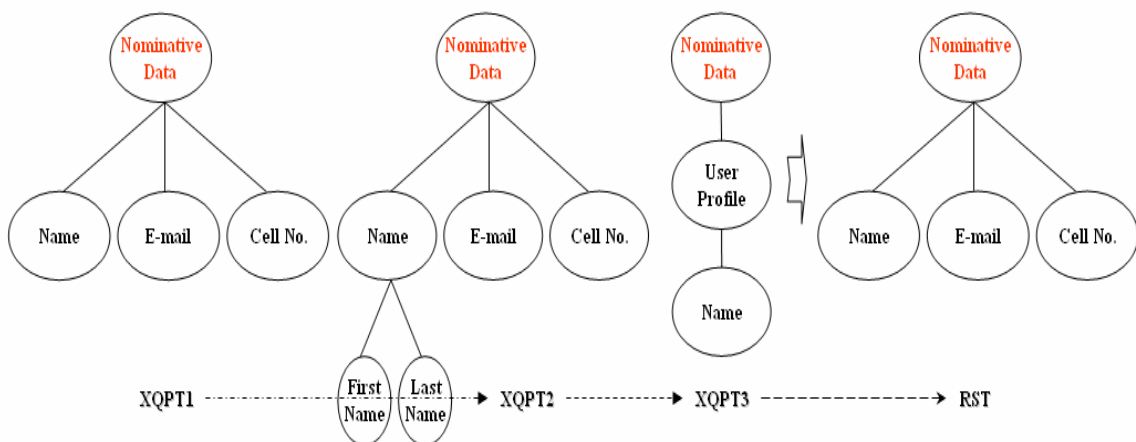 Nominative
Data
Nominative
Data
Nominative
Data
Nominative
Data
User
Profile
Name
E-mail
Cell No.
Name
E-mail
Cell No.
Name
E-mail
Cell No.
Name
First
Name
Last
Name
XQPT1
XQPT2
XQPT3
RST